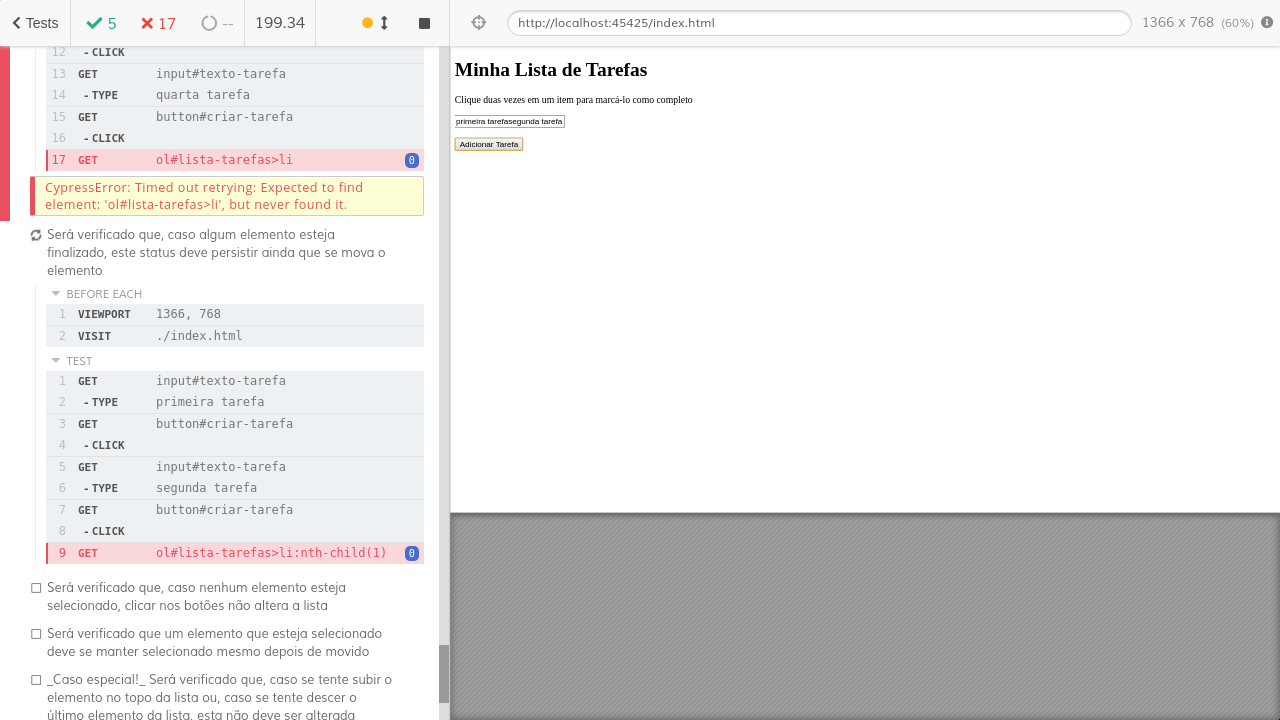 Tests
5
17
--
199.34
http://localhost:45425/index.html
1366 x 768 (60%)
12 - CLICK
13 GET input#texto-tarefa
14 - TYPE quarta tarefa
15 GET button#criar-tarefa
16 - CLICK
17 GET ol#lista-tarefas>li 0
CypressError: Timed out retrying: Expected to find
element: 'ol#lista-tarefas>li', but never found it.
Será verificado que, caso algum elemento esteja
finalizado, este status deve persistir ainda que se mova o
elemento
BEFORE EACH
1 VIEWPORT 1366, 768
2 VISIT ./index.html
TEST
1 GET input#texto-tarefa
2 - TYPE primeira tarefa
3 GET button#criar-tarefa
4 - CLICK
5 GET input#texto-tarefa
6 - TYPE segunda tarefa
7 GET button#criar-tarefa
8 - CLICK
9 GET ol#lista-tarefas>li:nth-child(1) 0
Será verificado que, caso nenhum elemento esteja
selecionado, clicar nos botões não altera a lista
Será verificado que um elemento que esteja selecionado
deve se manter selecionado mesmo depois de movido
_Caso especial!_ Será verificado que, caso se tente subir o
elemento no topo da lista ou, caso se tente descer o
último elemento da lista, esta não deve ser alterada
Minha Lista de Tarefas
Clique duas vezes em um item para marcá-lo como completo
primeira tarefasegunda tarefa
Adicionar Tarefa